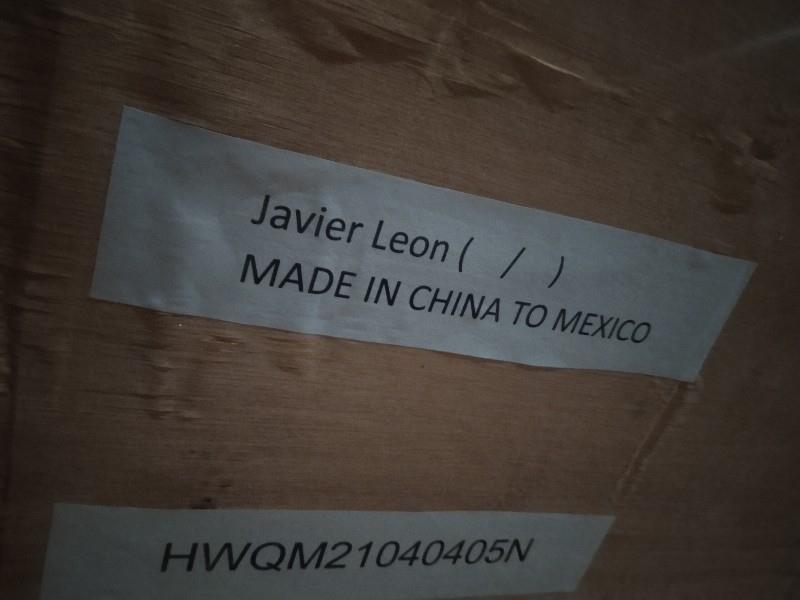 Javier Leon ( / )
MADE IN CHINA TO MEXICO
HWQM21040405N